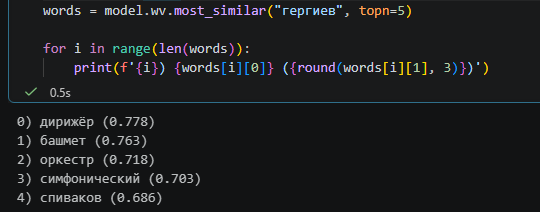 words = model.wv.most_similar("гергиев", topn=5)
for i in range(len(words)):
print(f'{i}) {words[i][0]} ({round(words[i][1], 3)})')
0.5s
0) дирижёр (0.778)
1) башмет (0.763)
2) оркестр (0.718)
3) симфонический (0.703)
4) спиваков (0.686)